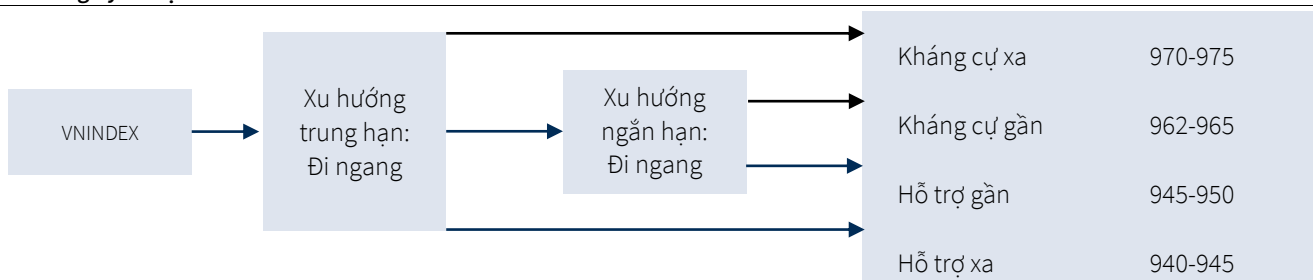 VNINDEX
Xu hướng
trung hạn:
Đi ngang
Xu hướng
ngắn hạn:
Đi ngang
Kháng cự xa 970-975
Kháng cự gần 962-965
Hỗ trợ gần 945-950
Hỗ trợ xa 940-945